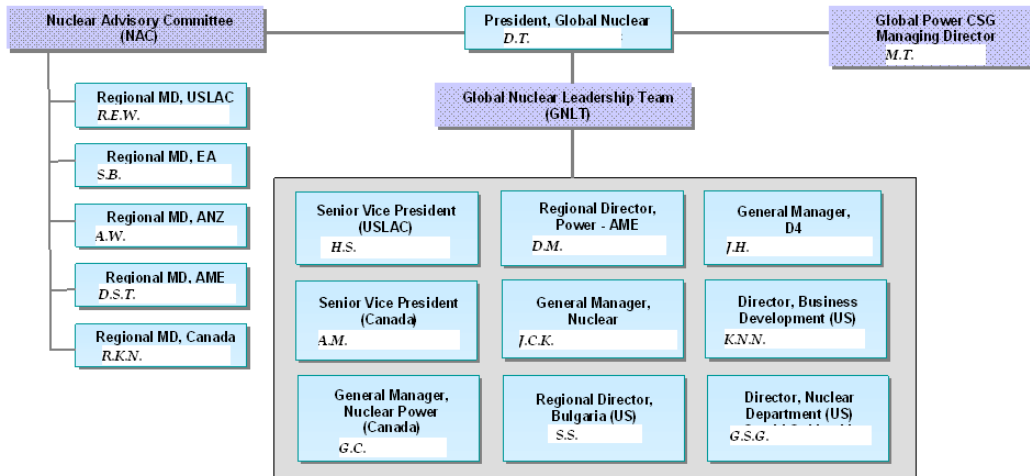 Nuclear Advisory Committee
(NAC)
President, Global Nuclear
D.T.
Global Power CSG
Managing Director
M.T.
Regional MD, USLAC
R.E.W.
Regional MD, EA
S.B.
Regional MD, ANZ
A.W.
Regional MD, AME
D.S.T.
Regional MD, Canada
R.K.N.
Global Nuclear Leadership Team
(GNLT)
Senior Vice President
(USLAC)
H.S.
Regional Director,
Power - AME
D.M.
General Manager,
D4
J.H.
Senior Vice President
(Canada)
A.M.
General Manager,
Nuclear
J.C.K.
Director, Business
Development (US)
K.N.N.
General Manager,
Nuclear Power
(Canada)
G.C.
Regional Director,
Bulgaria (US)
S.S.
Director, Nuclear
Department (US)
G.S.G.